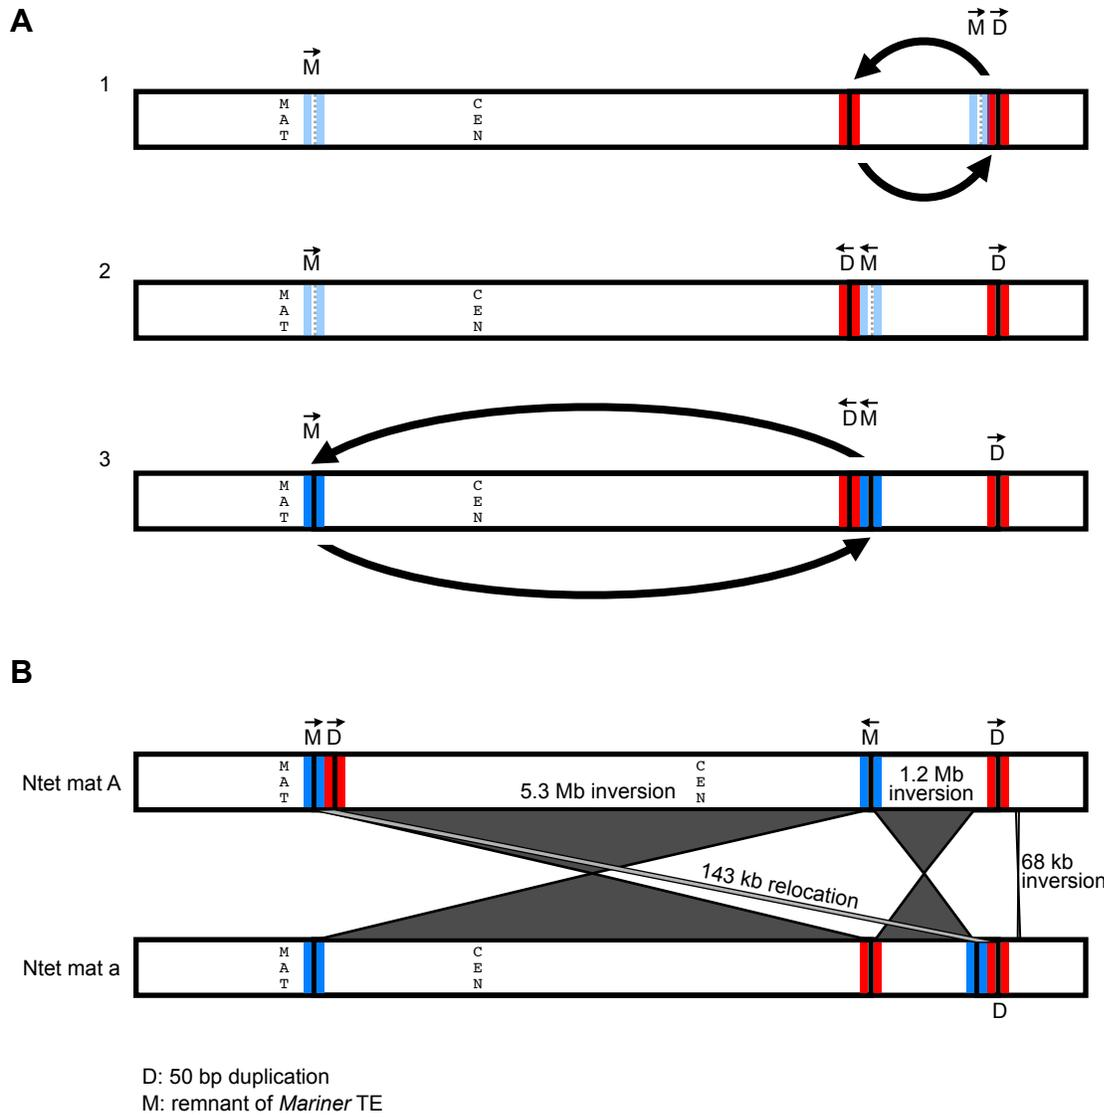 A
M D
M
1
M
A
T
C
E
N
M
D M
D
2
M
A
T
C
E
N
M
D M
D
3
M
A
T
C
E
N
B
M D
M
D
Ntet mat A
M
A
T
5.3 Mb inversion
C
E
N
1.2 Mb
inversion
143 kb relocation
68 kb
inversion
Ntet mat a
M
A
T
C
E
N
D
D: 50 bp duplication
M: remnant of Mariner TE